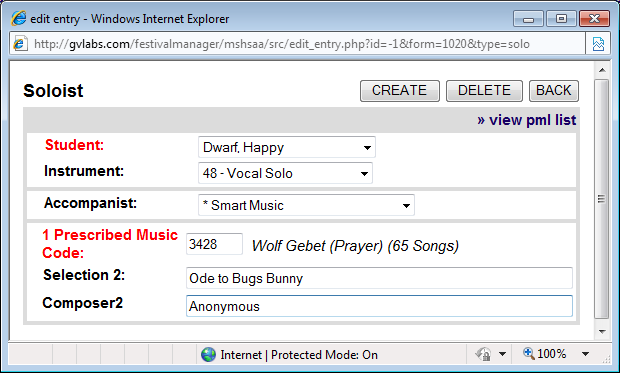 edit entry - Windows Internet Explorer
http://gvlabs.com/festivalmanager/mshsaa/src/edit_entry.php?id=-1&form=1020&type=solo
Soloist CREATE DELETE BACK
» view pml list
Student: Dwarf, Happy
Instrument: 48 - Vocal Solo
Accompanist: * Smart Music
1 Prescribed Music
Code: 3428 Wolf Gebet (Prayer) (65 Songs)
Selection 2: Ode to Bugs Bunny
Composer2 Anonymous
Internet | Protected Mode: On 100%